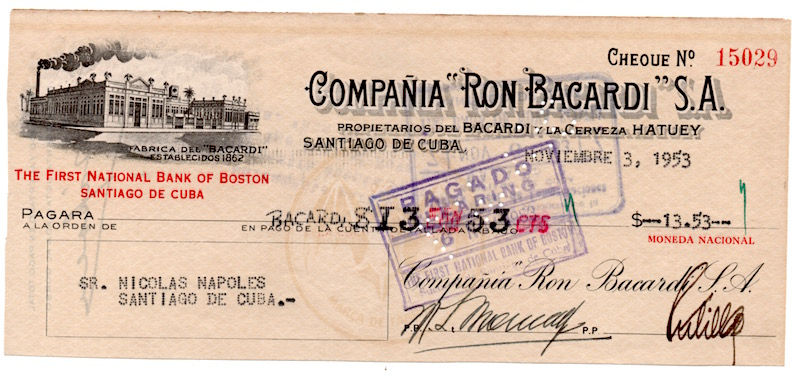 CHEQUE Nº 15029
COMPAÑIA "RON BACARDI" S.A.
PROPIETARIOS DEL BACARDI Y LA CERVEZA HATUEY
SANTIAGO DE CUBA, NOVIEMBRE 3, 1953
FABRICA DEL "BACARDI"
ESTABLECIDOS 1862
THE FIRST NATIONAL BANK OF BOSTON
SANTIAGO DE CUBA
PAGADO
PAGARA
A LA ORDEN DE
BACARDI $13 53 CTS
$--13.53--
EN PAGO DE LA CUENTA DETALLADA ABAJO
MONEDA NACIONAL
FIRST NATIONAL BANK OF BOSTON
SR. NICOLAS NAPOLES
SANTIAGO DE CUBA.-
Compañia "Ron Bacardi" S.A.
P.P. P.P.